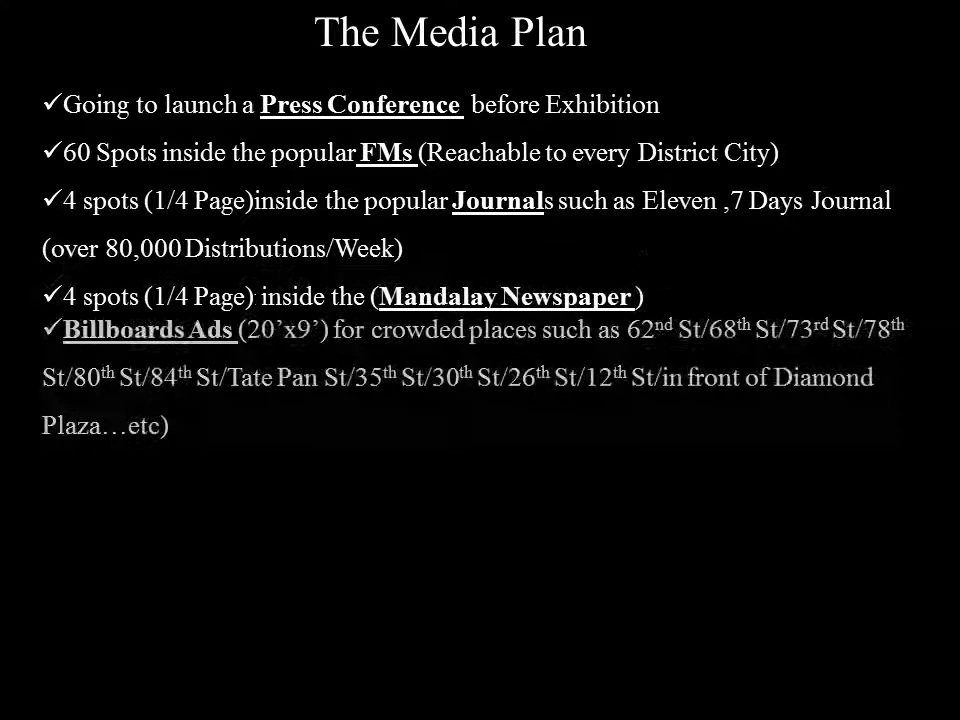 The Media Plan
✓Going to launch a Press Conference before Exhibition
✓60 Spots inside the popular FMs (Reachable to every District City)
✓4 spots (1/4 Page)inside the popular Journals such as Eleven ,7 Days Journal
(over 80,000 Distributions/Week)
✓4 spots (1/4 Page) inside the (Mandalay Newspaper )
✓Billboards Ads (20’x9’) for crowded places such as 62nd St/68th St/73rd St/78th
St/80th St/84th St/Tate Pan St/35th St/30th St/26th St/12th St/in front of Diamond
Plaza…etc)